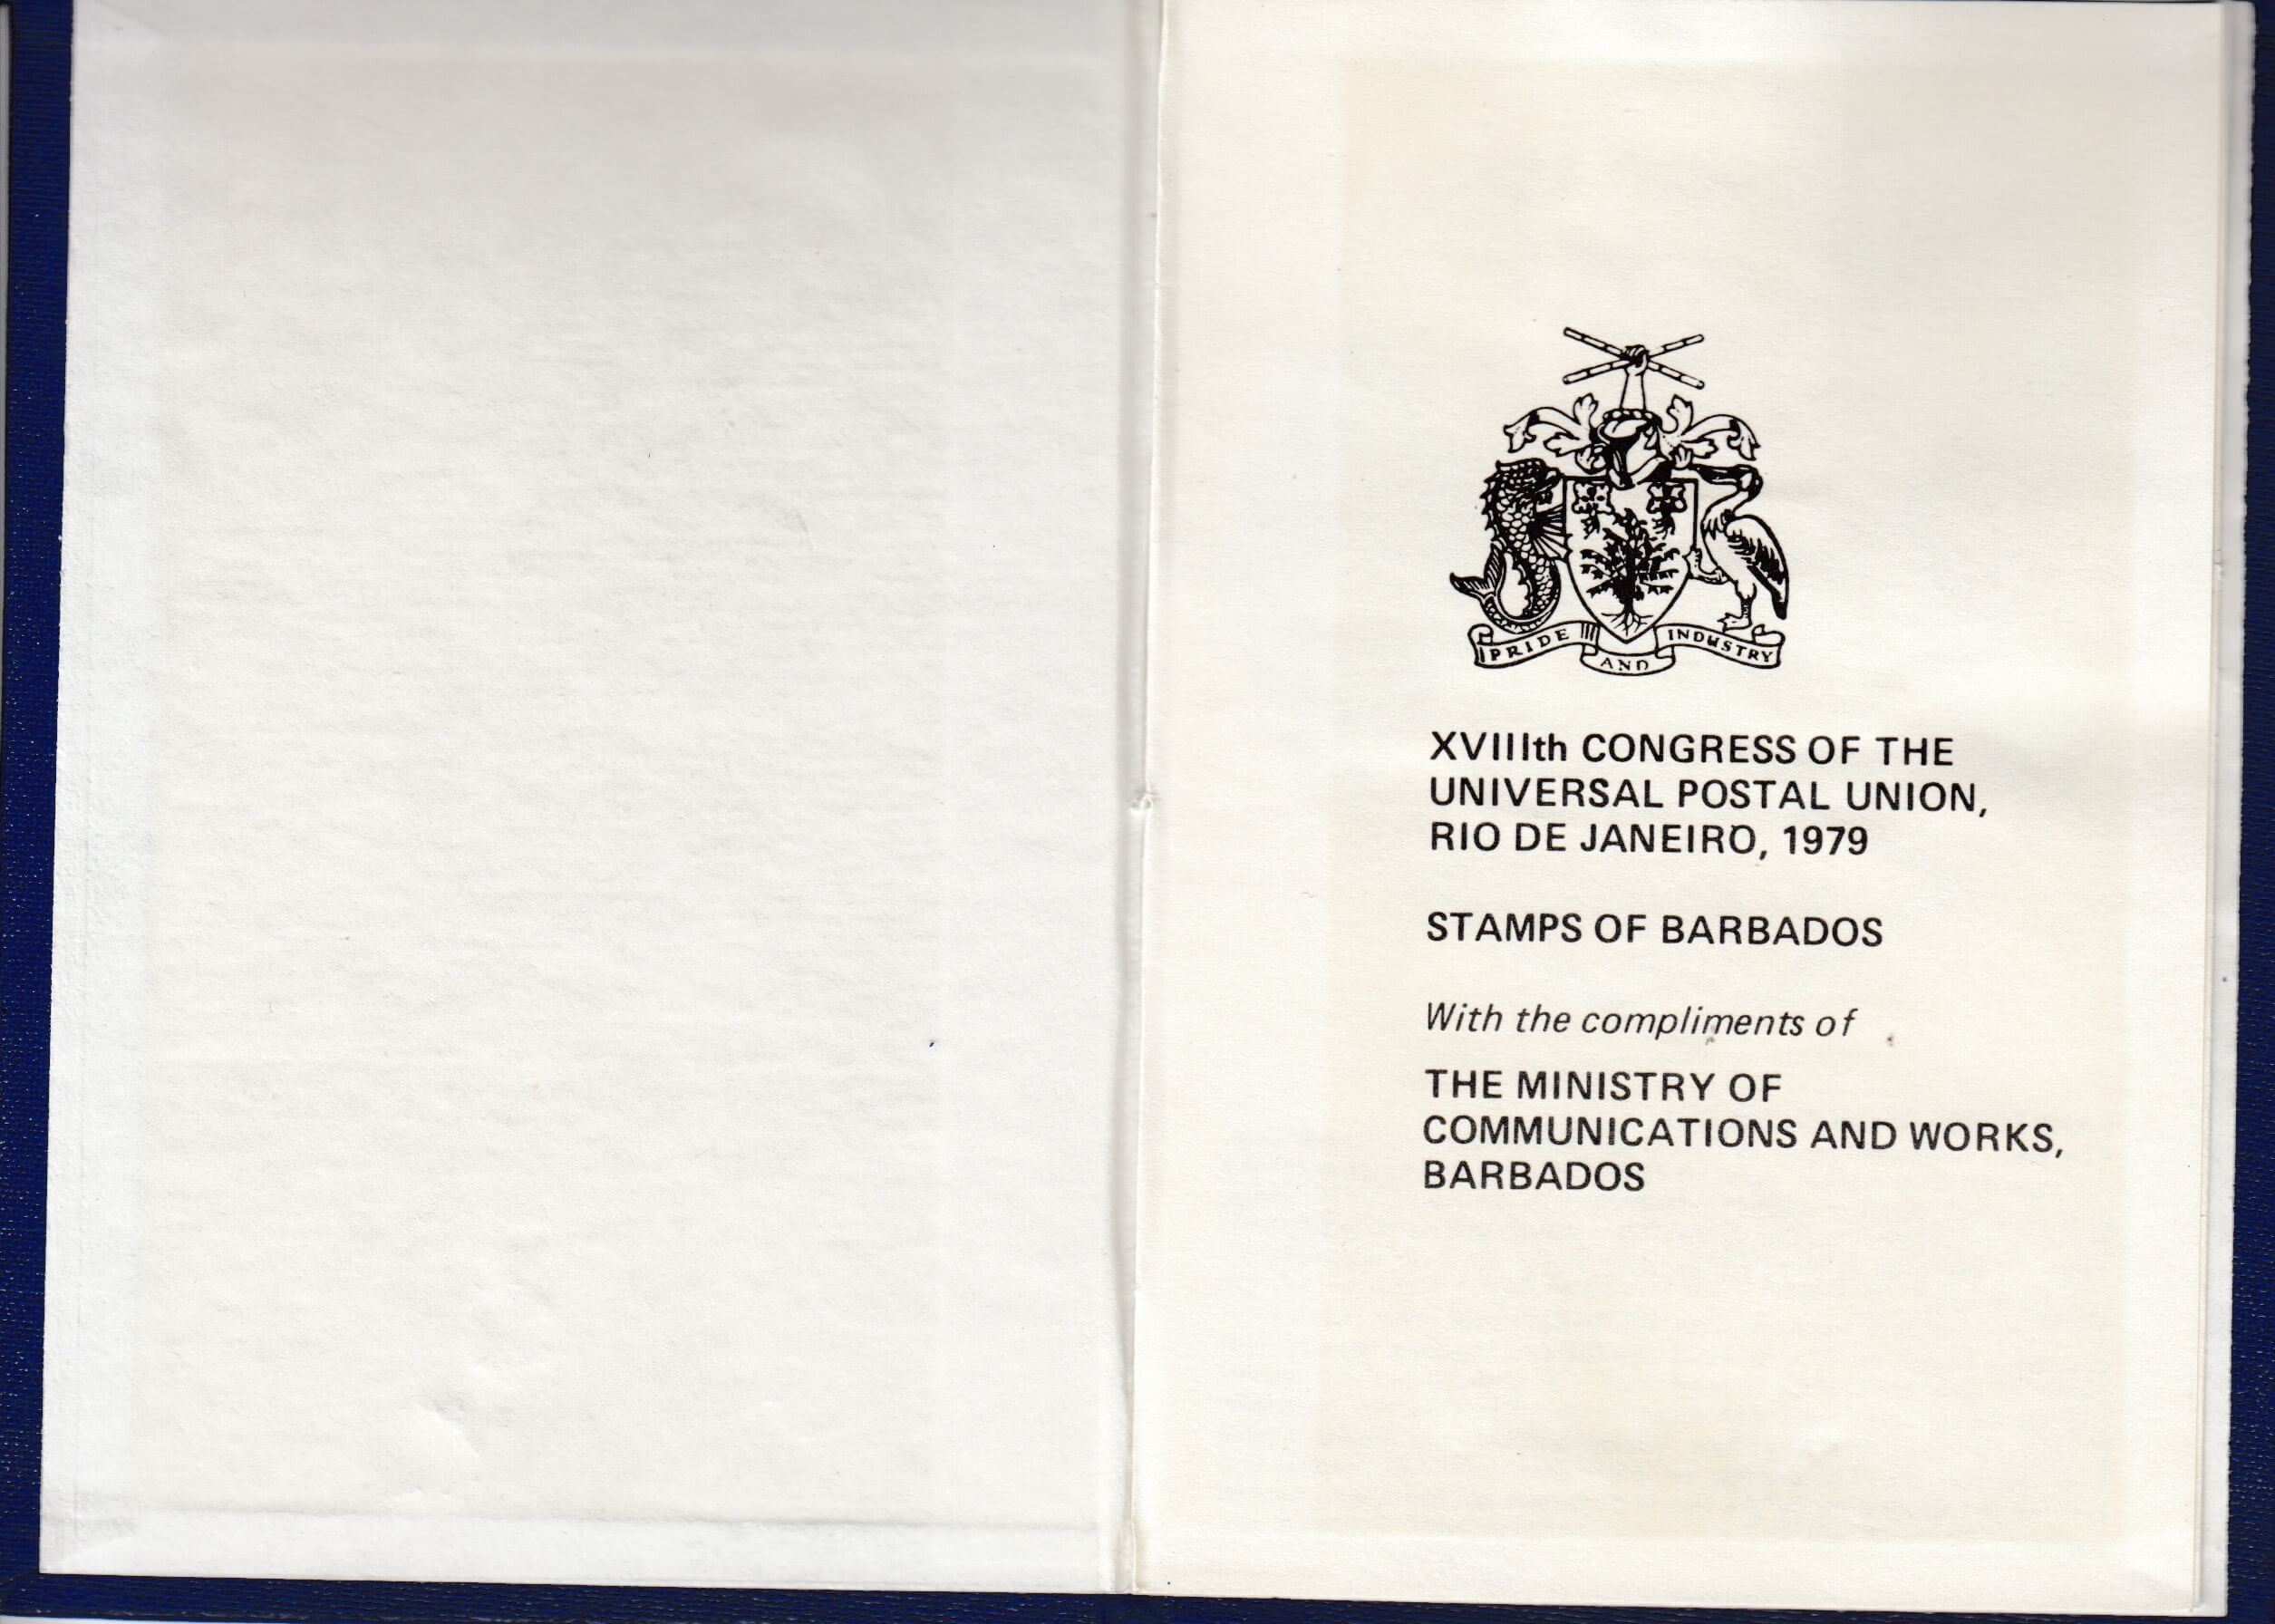 PRIDE AND INDUSTRY
XVIIIth CONGRESS OF THE
UNIVERSAL POSTAL UNION,
RIO DE JANEIRO, 1979
STAMPS OF BARBADOS
With the compliments of
THE MINISTRY OF
COMMUNICATIONS AND WORKS,
BARBADOS